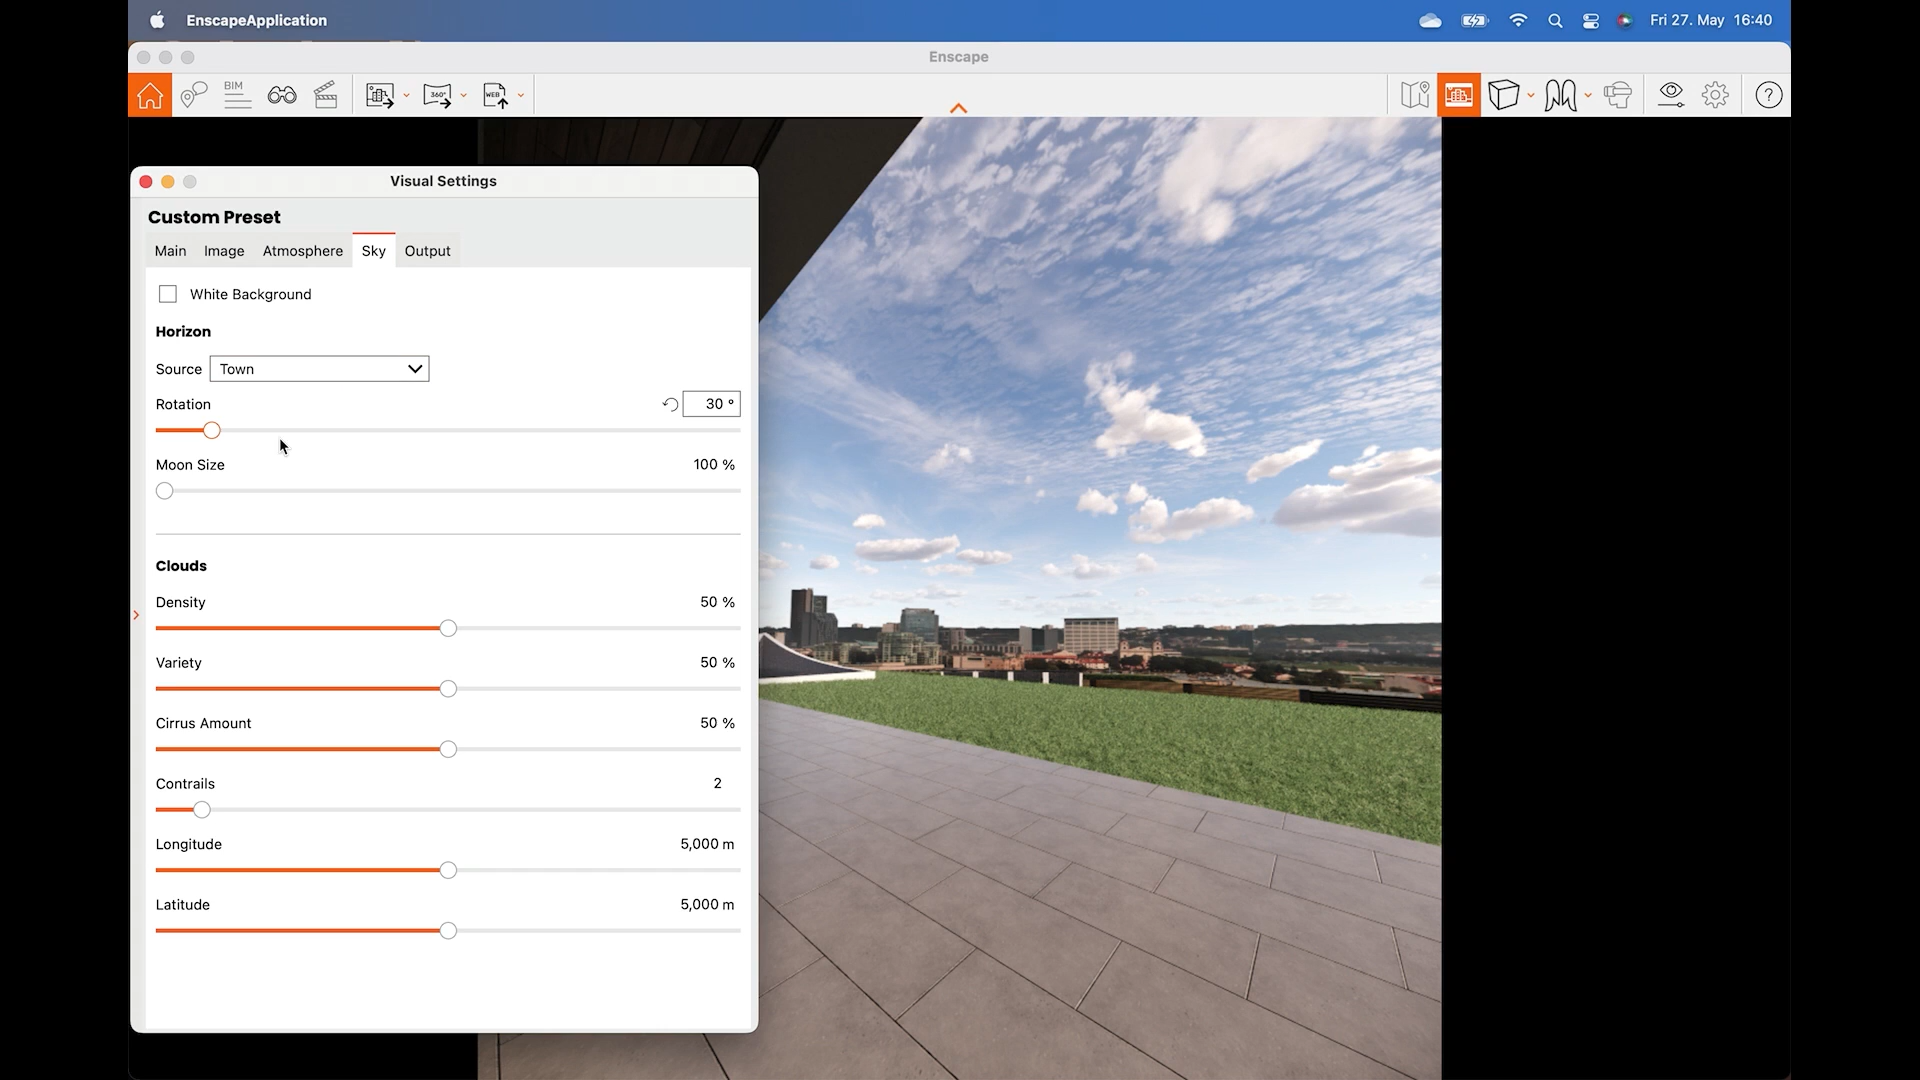 EnscapeApplication
Fri 27. May 16:40
Enscape
BIM
360°
WEB
?
Visual Settings
Custom Preset
Main Image Atmosphere Sky Output
White Background
Horizon
Source Town
Rotation 30 °
Moon Size 100 %
Clouds
Density 50 %
Variety 50 %
Cirrus Amount 50 %
Contrails 2
Longitude 5,000 m
Latitude 5,000 m